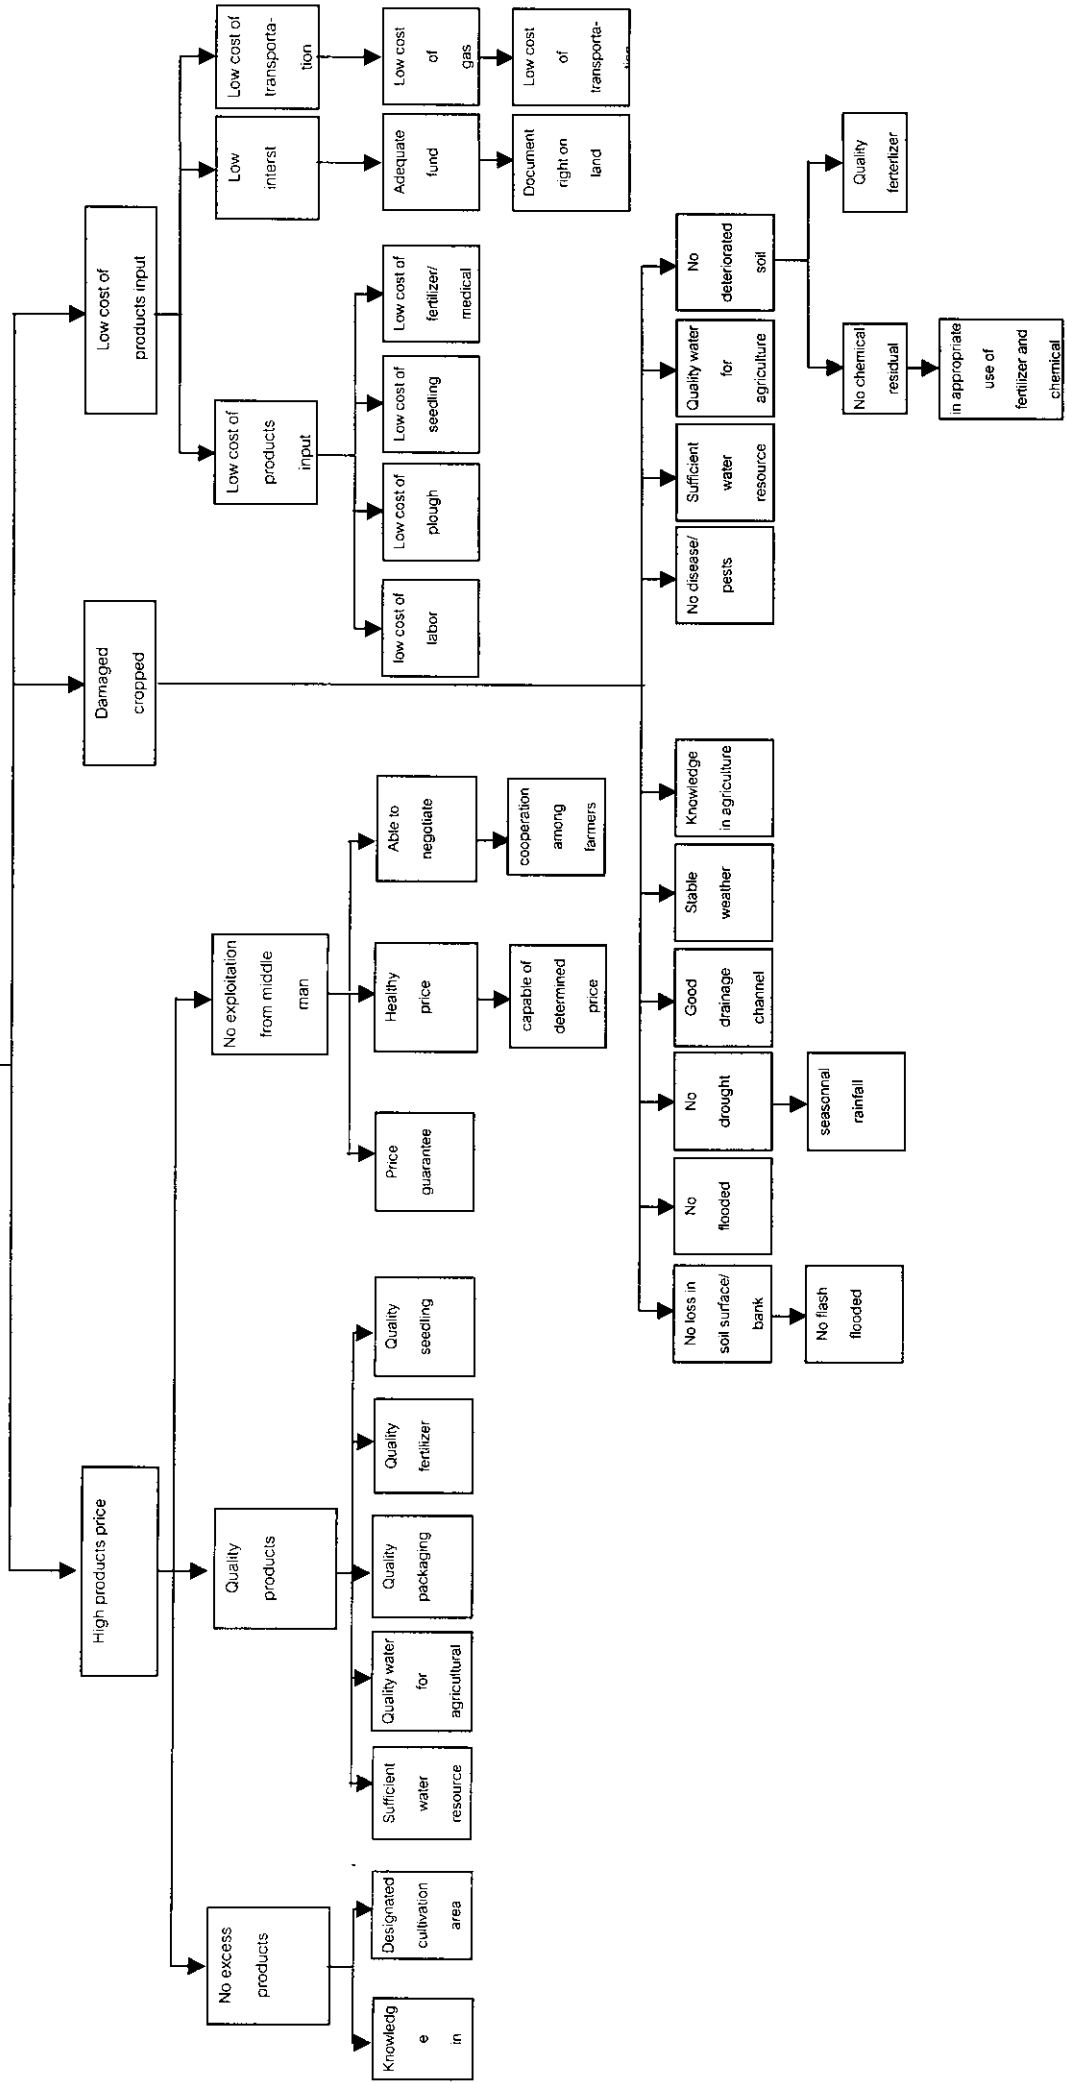 High products price
Damaged
cropped
Low cost of
products input
No excess
products
Quality
products
No exploitation
from middle
man
Low cost of
products
input
Low
interst
Low cost of
transporta-
tion
Knowledg
e
in
Designated
cultivation
area
Sufficient
water
resource
Quality water
for
agricultural
Quality
packaging
Quality
fertilizer
Quality
seedling
Price
guarantee
Healthy
price
Able to
negotiate
low cost of
labor
Low cost of
plough
Low cost of
seedling
Low cost of
fertilizer/
medical
Adequate
fund
Low cost
of
gas
capable of
determined
price
cooperation
among
farmers
Document
right on
land
Low cost
of
transporta-
tion
No loss in
soil surface/
bank
No
flooded
No
drought
Good
drainage
channel
Stable
weather
Knowledge
in agriculture
No disease/
pests
Sufficient
water
resource
Quality water
for
agriculture
No
deteriorated
soil
No flash
flooded
seasonnal
rainfall
No chemical
residual
Quality
ferterlizer
in appropriate
use of
fertilizer and
chemical